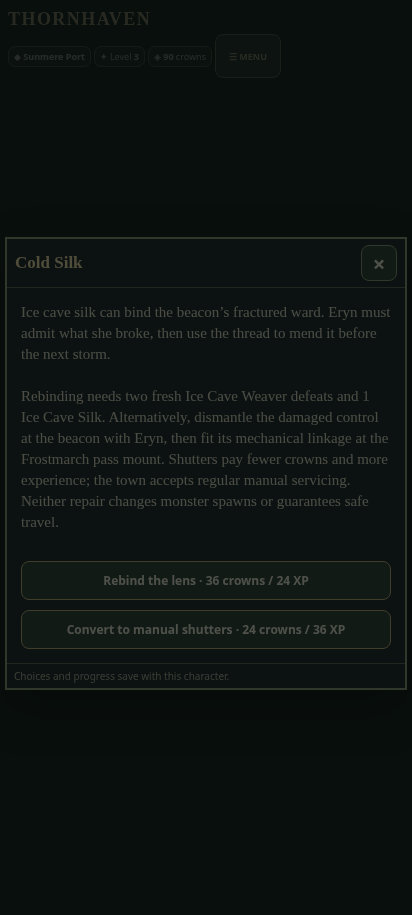 THORNHAVEN
◆ Sunmere Port ✦ Level 3 ◈ 90 crowns ☰ MENU
Cold Silk ×
Ice cave silk can bind the beacon’s fractured ward. Eryn must
admit what she broke, then use the thread to mend it before
the next storm.
Rebinding needs two fresh Ice Cave Weaver defeats and 1
Ice Cave Silk. Alternatively, dismantle the damaged control
at the beacon with Eryn, then fit its mechanical linkage at the
Frostmarch pass mount. Shutters pay fewer crowns and more
experience; the town accepts regular manual servicing.
Neither repair changes monster spawns or guarantees safe
travel.
Rebind the lens · 36 crowns / 24 XP
Convert to manual shutters · 24 crowns / 36 XP
Choices and progress save with this character.